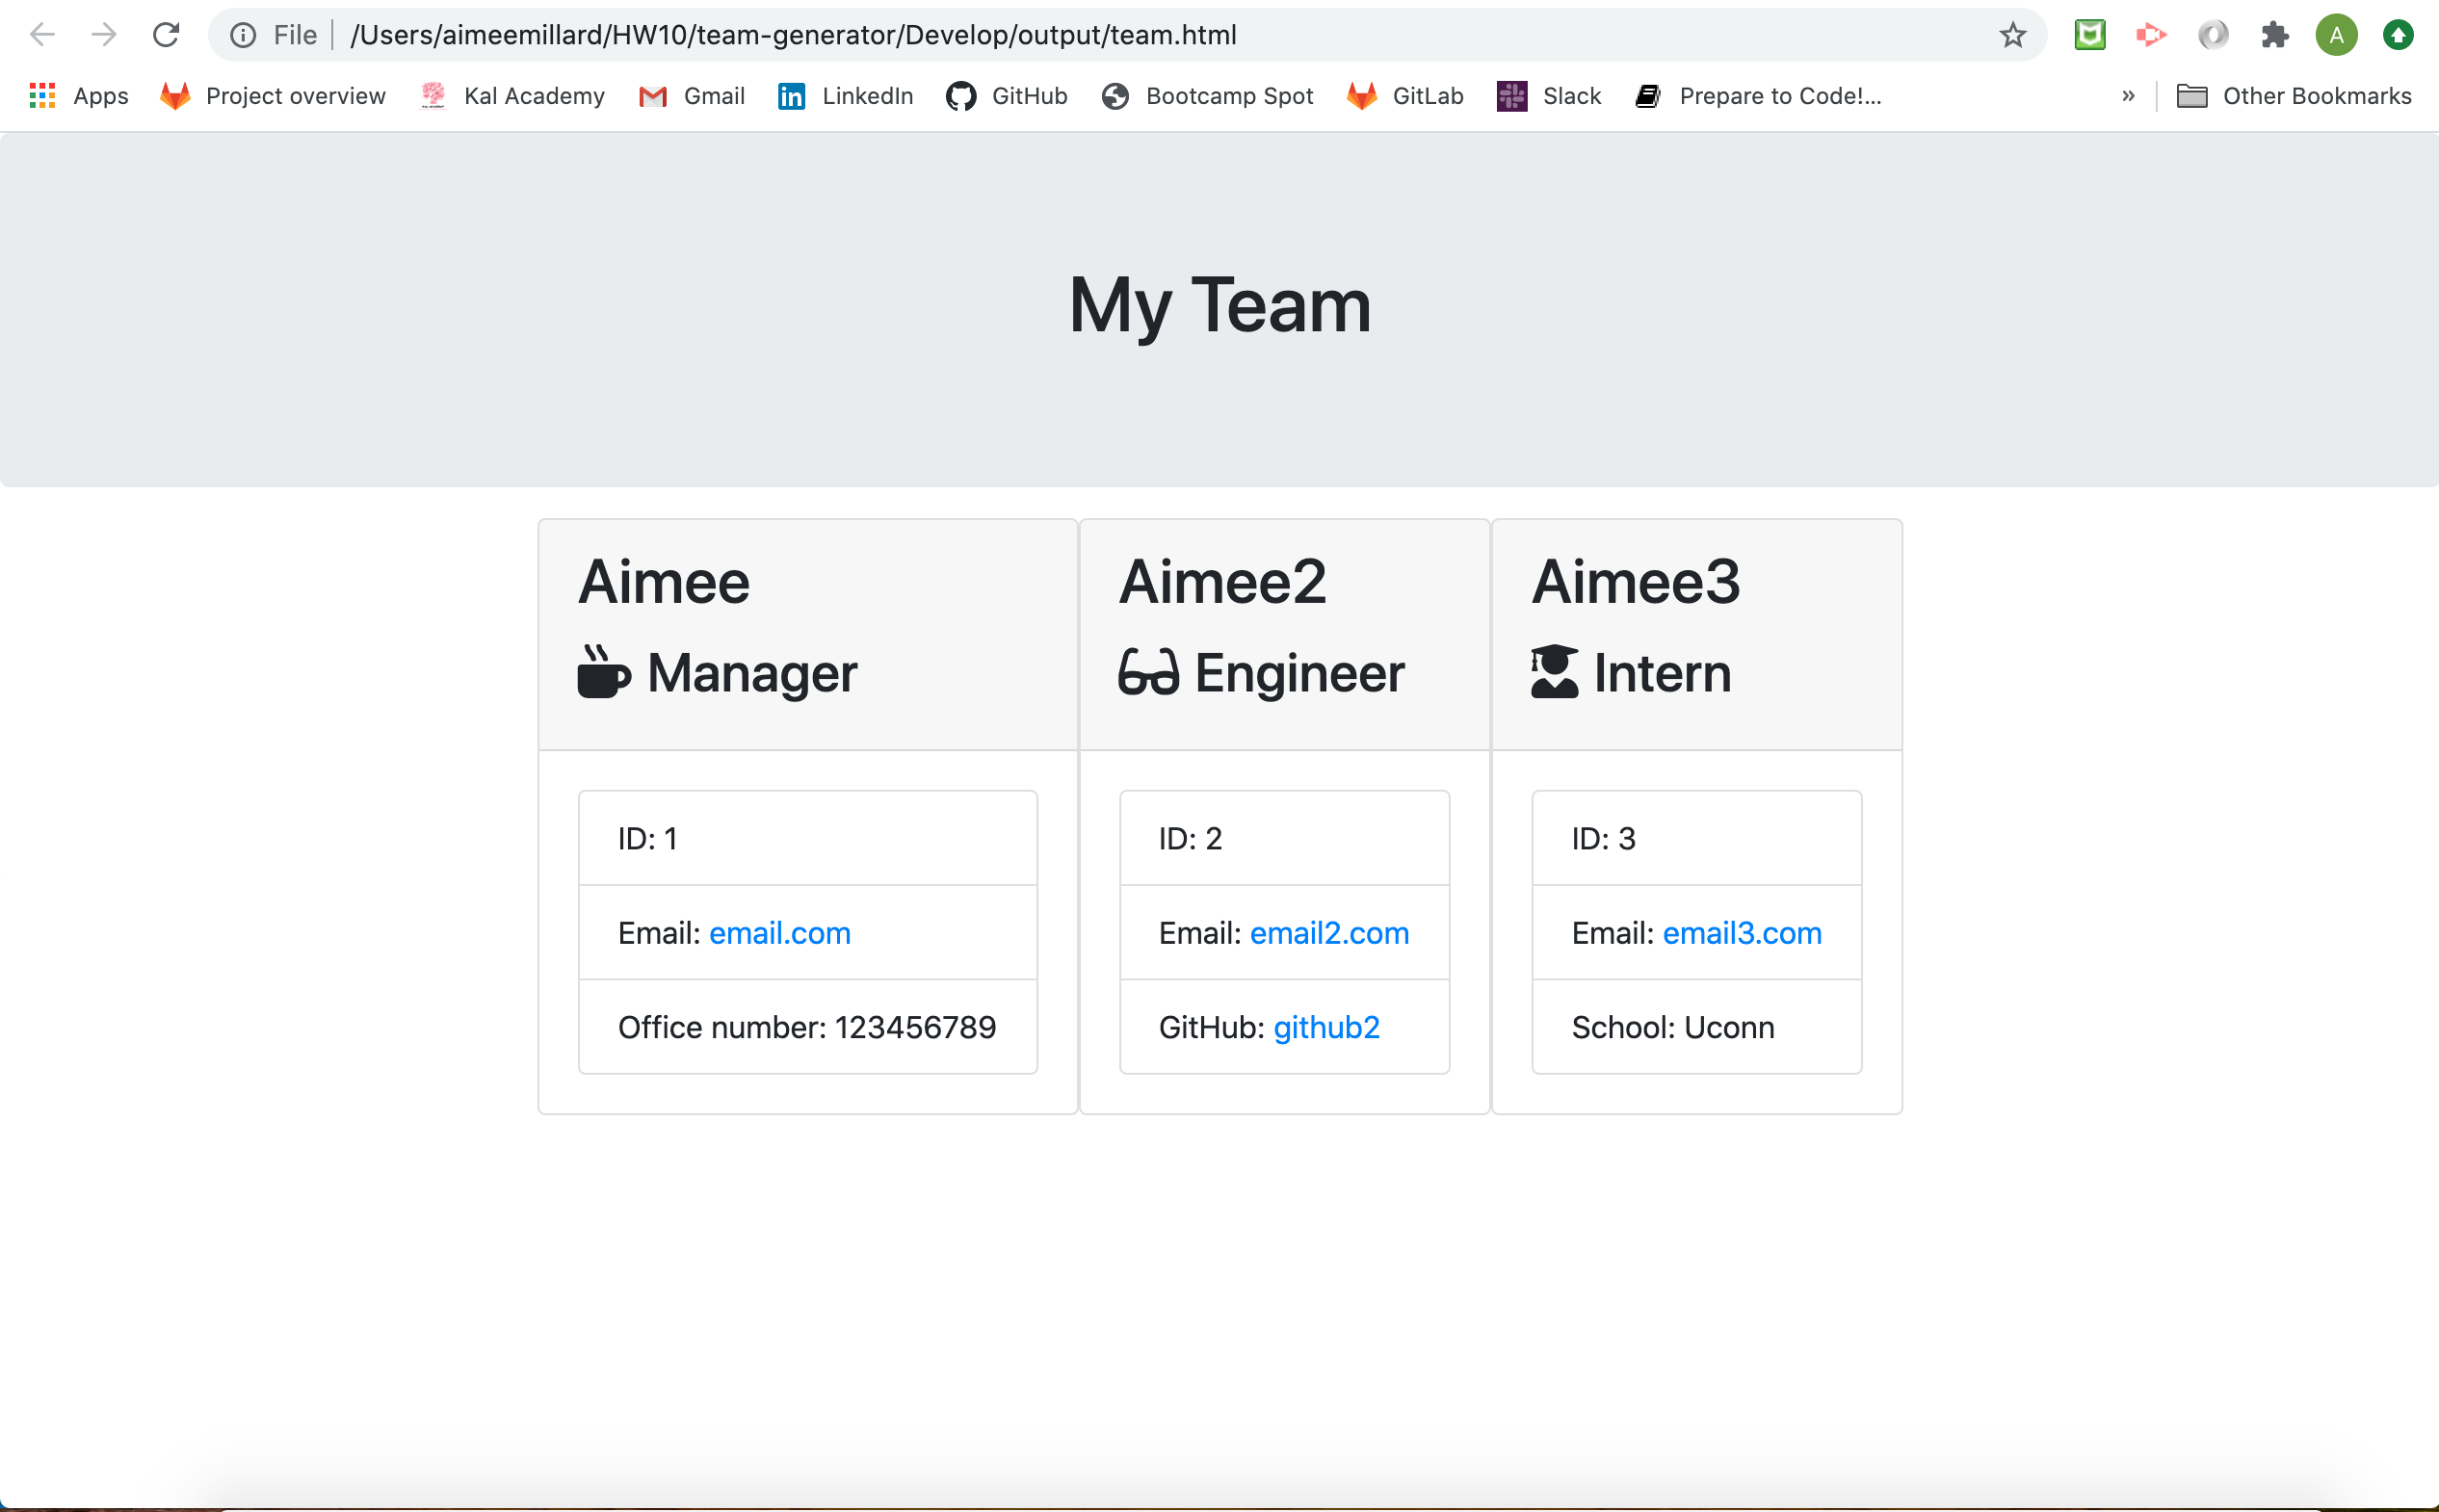 File /Users/aimeemillard/HW10/team-generator/Develop/output/team.html A
Apps Project overview Kal Academy Gmail LinkedIn GitHub Bootcamp Spot GitLab Slack Prepare to Code!... » Other Bookmarks
My Team
Aimee
Manager
ID: 1
Email: email.com
Office number: 123456789
Aimee2
Engineer
ID: 2
Email: email2.com
GitHub: github2
Aimee3
Intern
ID: 3
Email: email3.com
School: Uconn